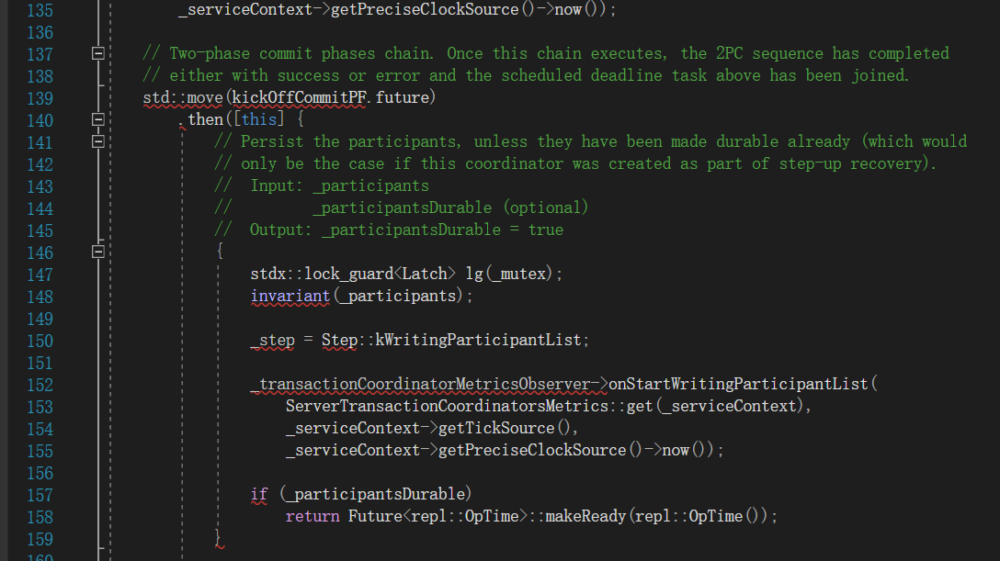 135 _serviceContext->getPreciseClockSource()->now());
136
137 // Two-phase commit phases chain. Once this chain executes, the 2PC sequence has completed
138 // either with success or error and the scheduled deadline task above has been joined.
139 std::move(kickOffCommitPF.future)
140 .then([this] {
141 // Persist the participants, unless they have been made durable already (which would
142 // only be the case if this coordinator was created as part of step-up recovery).
143 //  Input: _participants
144 //         _participantsDurable (optional)
145 //  Output: _participantsDurable = true
146 {
147 stdx::lock_guard<Latch> lg(_mutex);
148 invariant(_participants);
149
150 _step = Step::kWritingParticipantList;
151
152 _transactionCoordinatorMetricsObserver->onStartWritingParticipantList(
153 ServerTransactionCoordinatorsMetrics::get(_serviceContext),
154 _serviceContext->getTickSource(),
155 _serviceContext->getPreciseClockSource()->now());
156
157 if (_participantsDurable)
158 return Future<repl::OpTime>::makeReady(repl::OpTime());
159 }
160